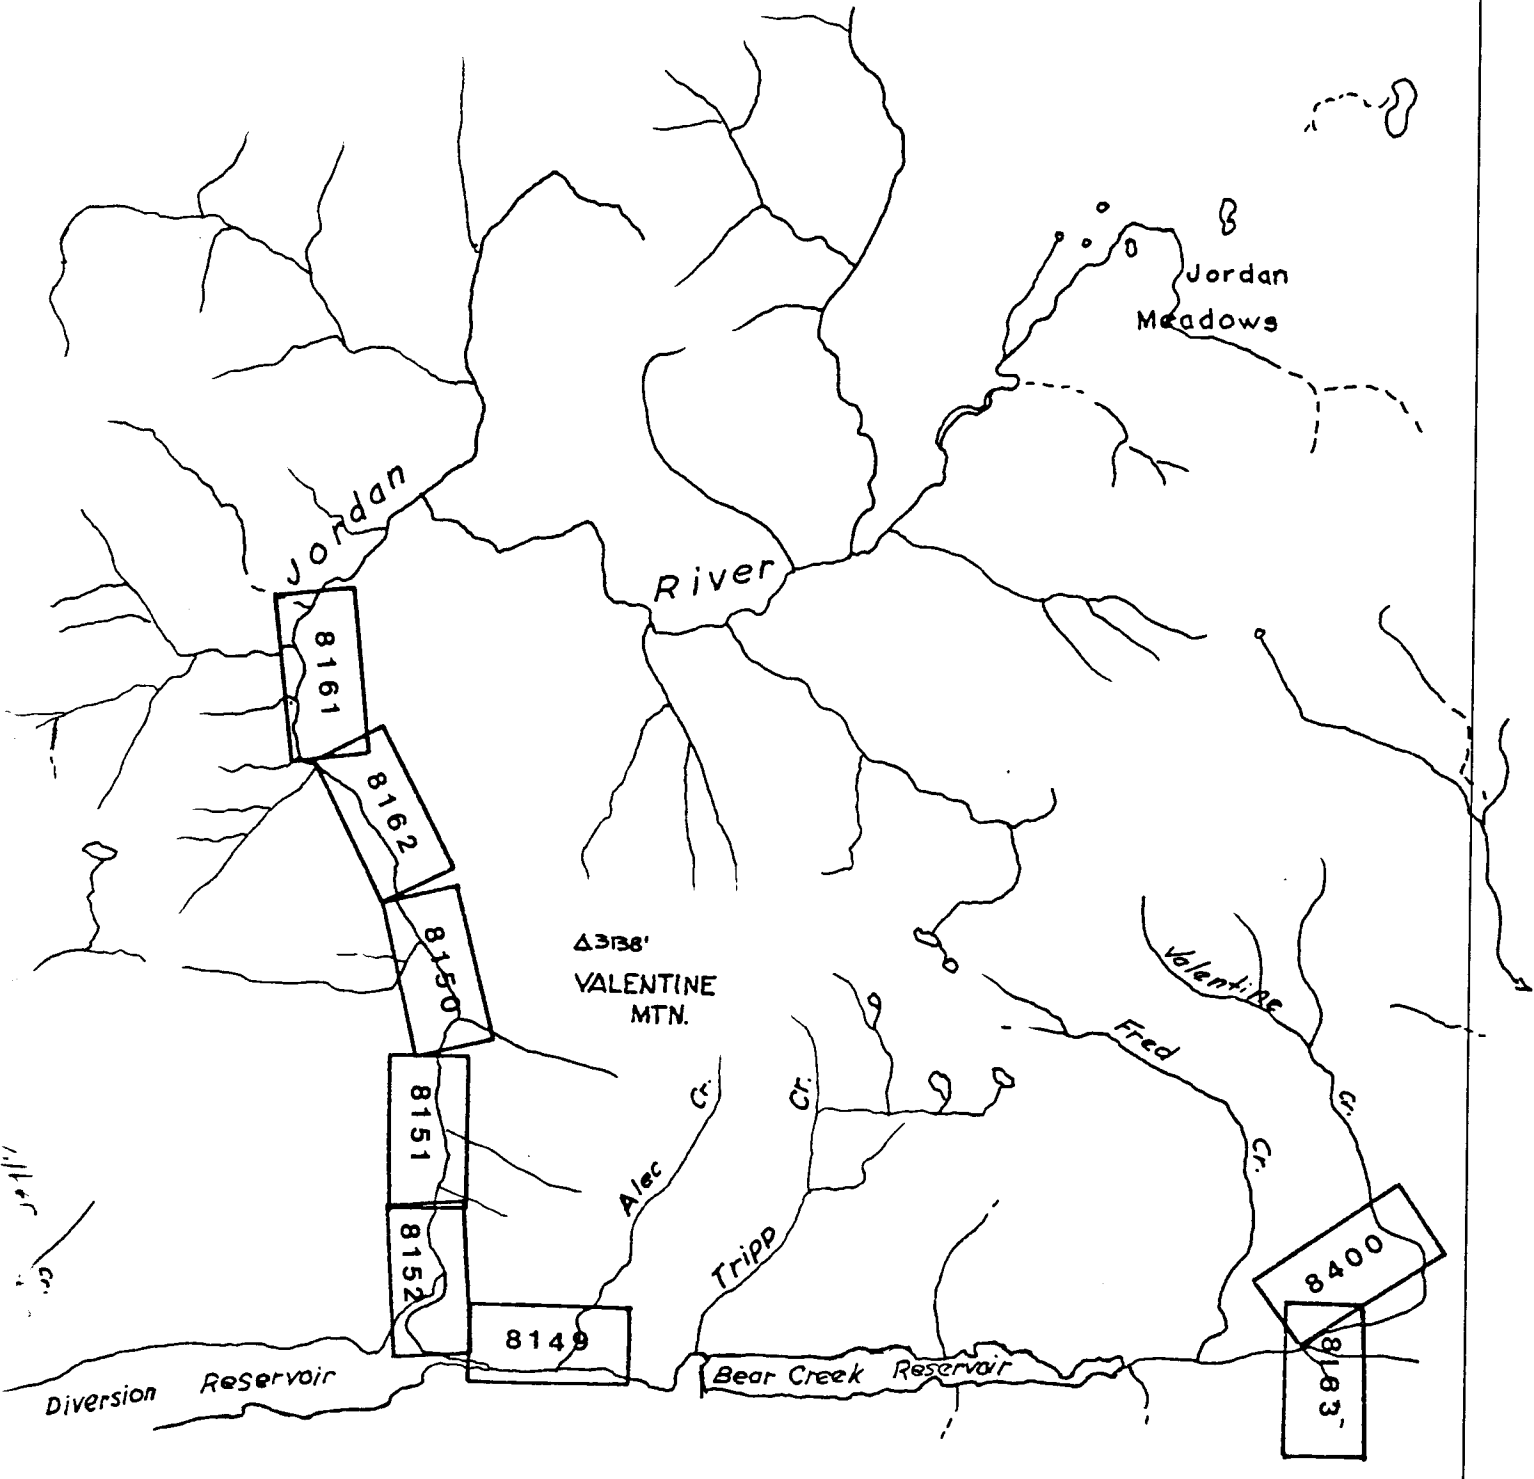 Jordan
Meadows
Jordan
River
8161
8162
8150
Δ3138'
VALENTINE
MTN.
Valentine
Cr.
Fred
Cr.
8151
Alec
Cr.
Tripp
Cr.
8152
8149
8400
8163
Cr.
Diversion Reservoir
Bear Creek Reservoir